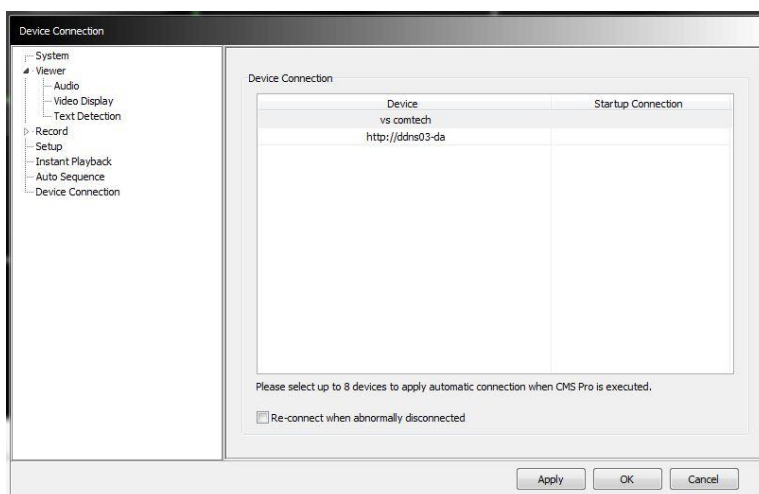 Device Connection
System
Viewer
Audio
Video Display
Text Detection
Record
Setup
Instant Playback
Auto Sequence
Device Connection
Device Connection
Device Startup Connection
vs comtech
http://ddns03-da
Please select up to 8 devices to apply automatic connection when CMS Pro is executed.
Re-connect when abnormally disconnected
Apply OK Cancel